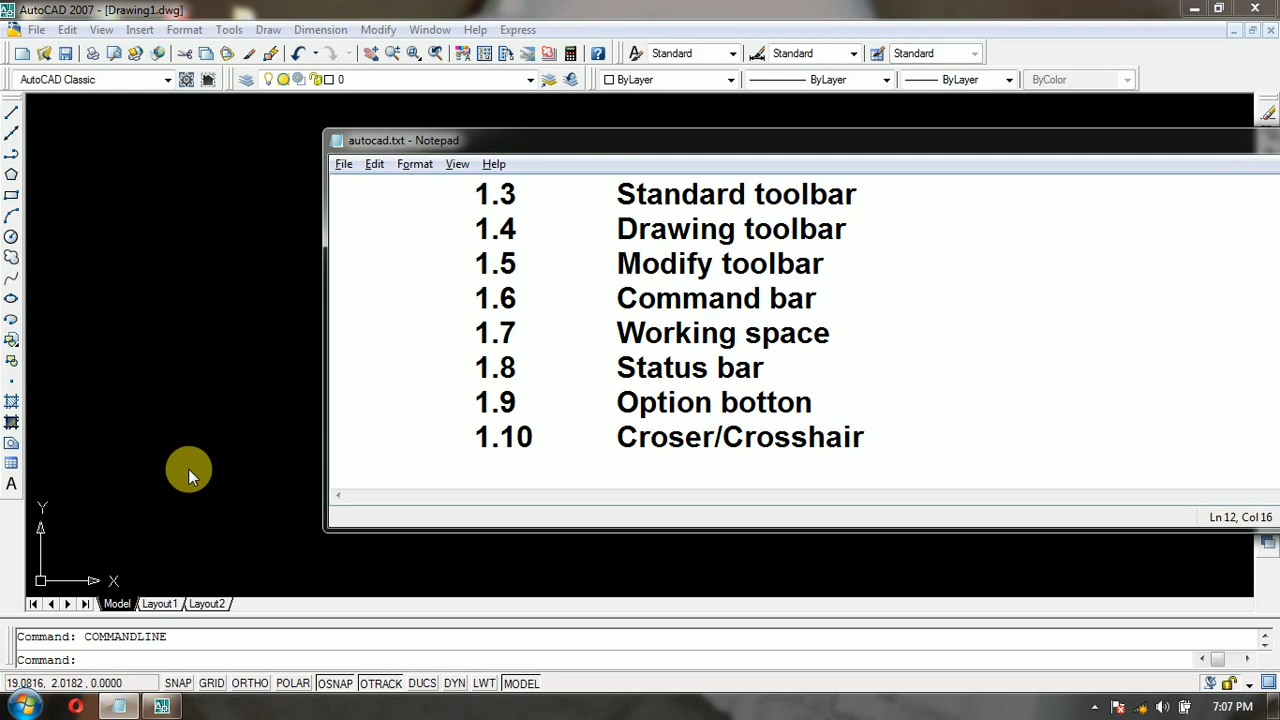 AutoCAD 2007 - [Drawing1.dwg]
File Edit View Insert Format Tools Draw Dimension Modify Window Help Express
Standard Standard Standard
AutoCAD Classic 0 ByLayer ByLayer ByLayer ByColor
autocad.txt - Notepad
File Edit Format View Help
1.3 Standard toolbar
1.4 Drawing toolbar
1.5 Modify toolbar
1.6 Command bar
1.7 Working space
1.8 Status bar
1.9 Option botton
1.10 Croser/Crosshair
Ln 12, Col 16
A
Y
X
Model Layout1 Layout2
Command: COMMANDLINE
Command:
19.0816, 2.0182, 0.0000 SNAP GRID ORTHO POLAR OSNAP OTRACK DUCS DYN LWT MODEL
7:07 PM